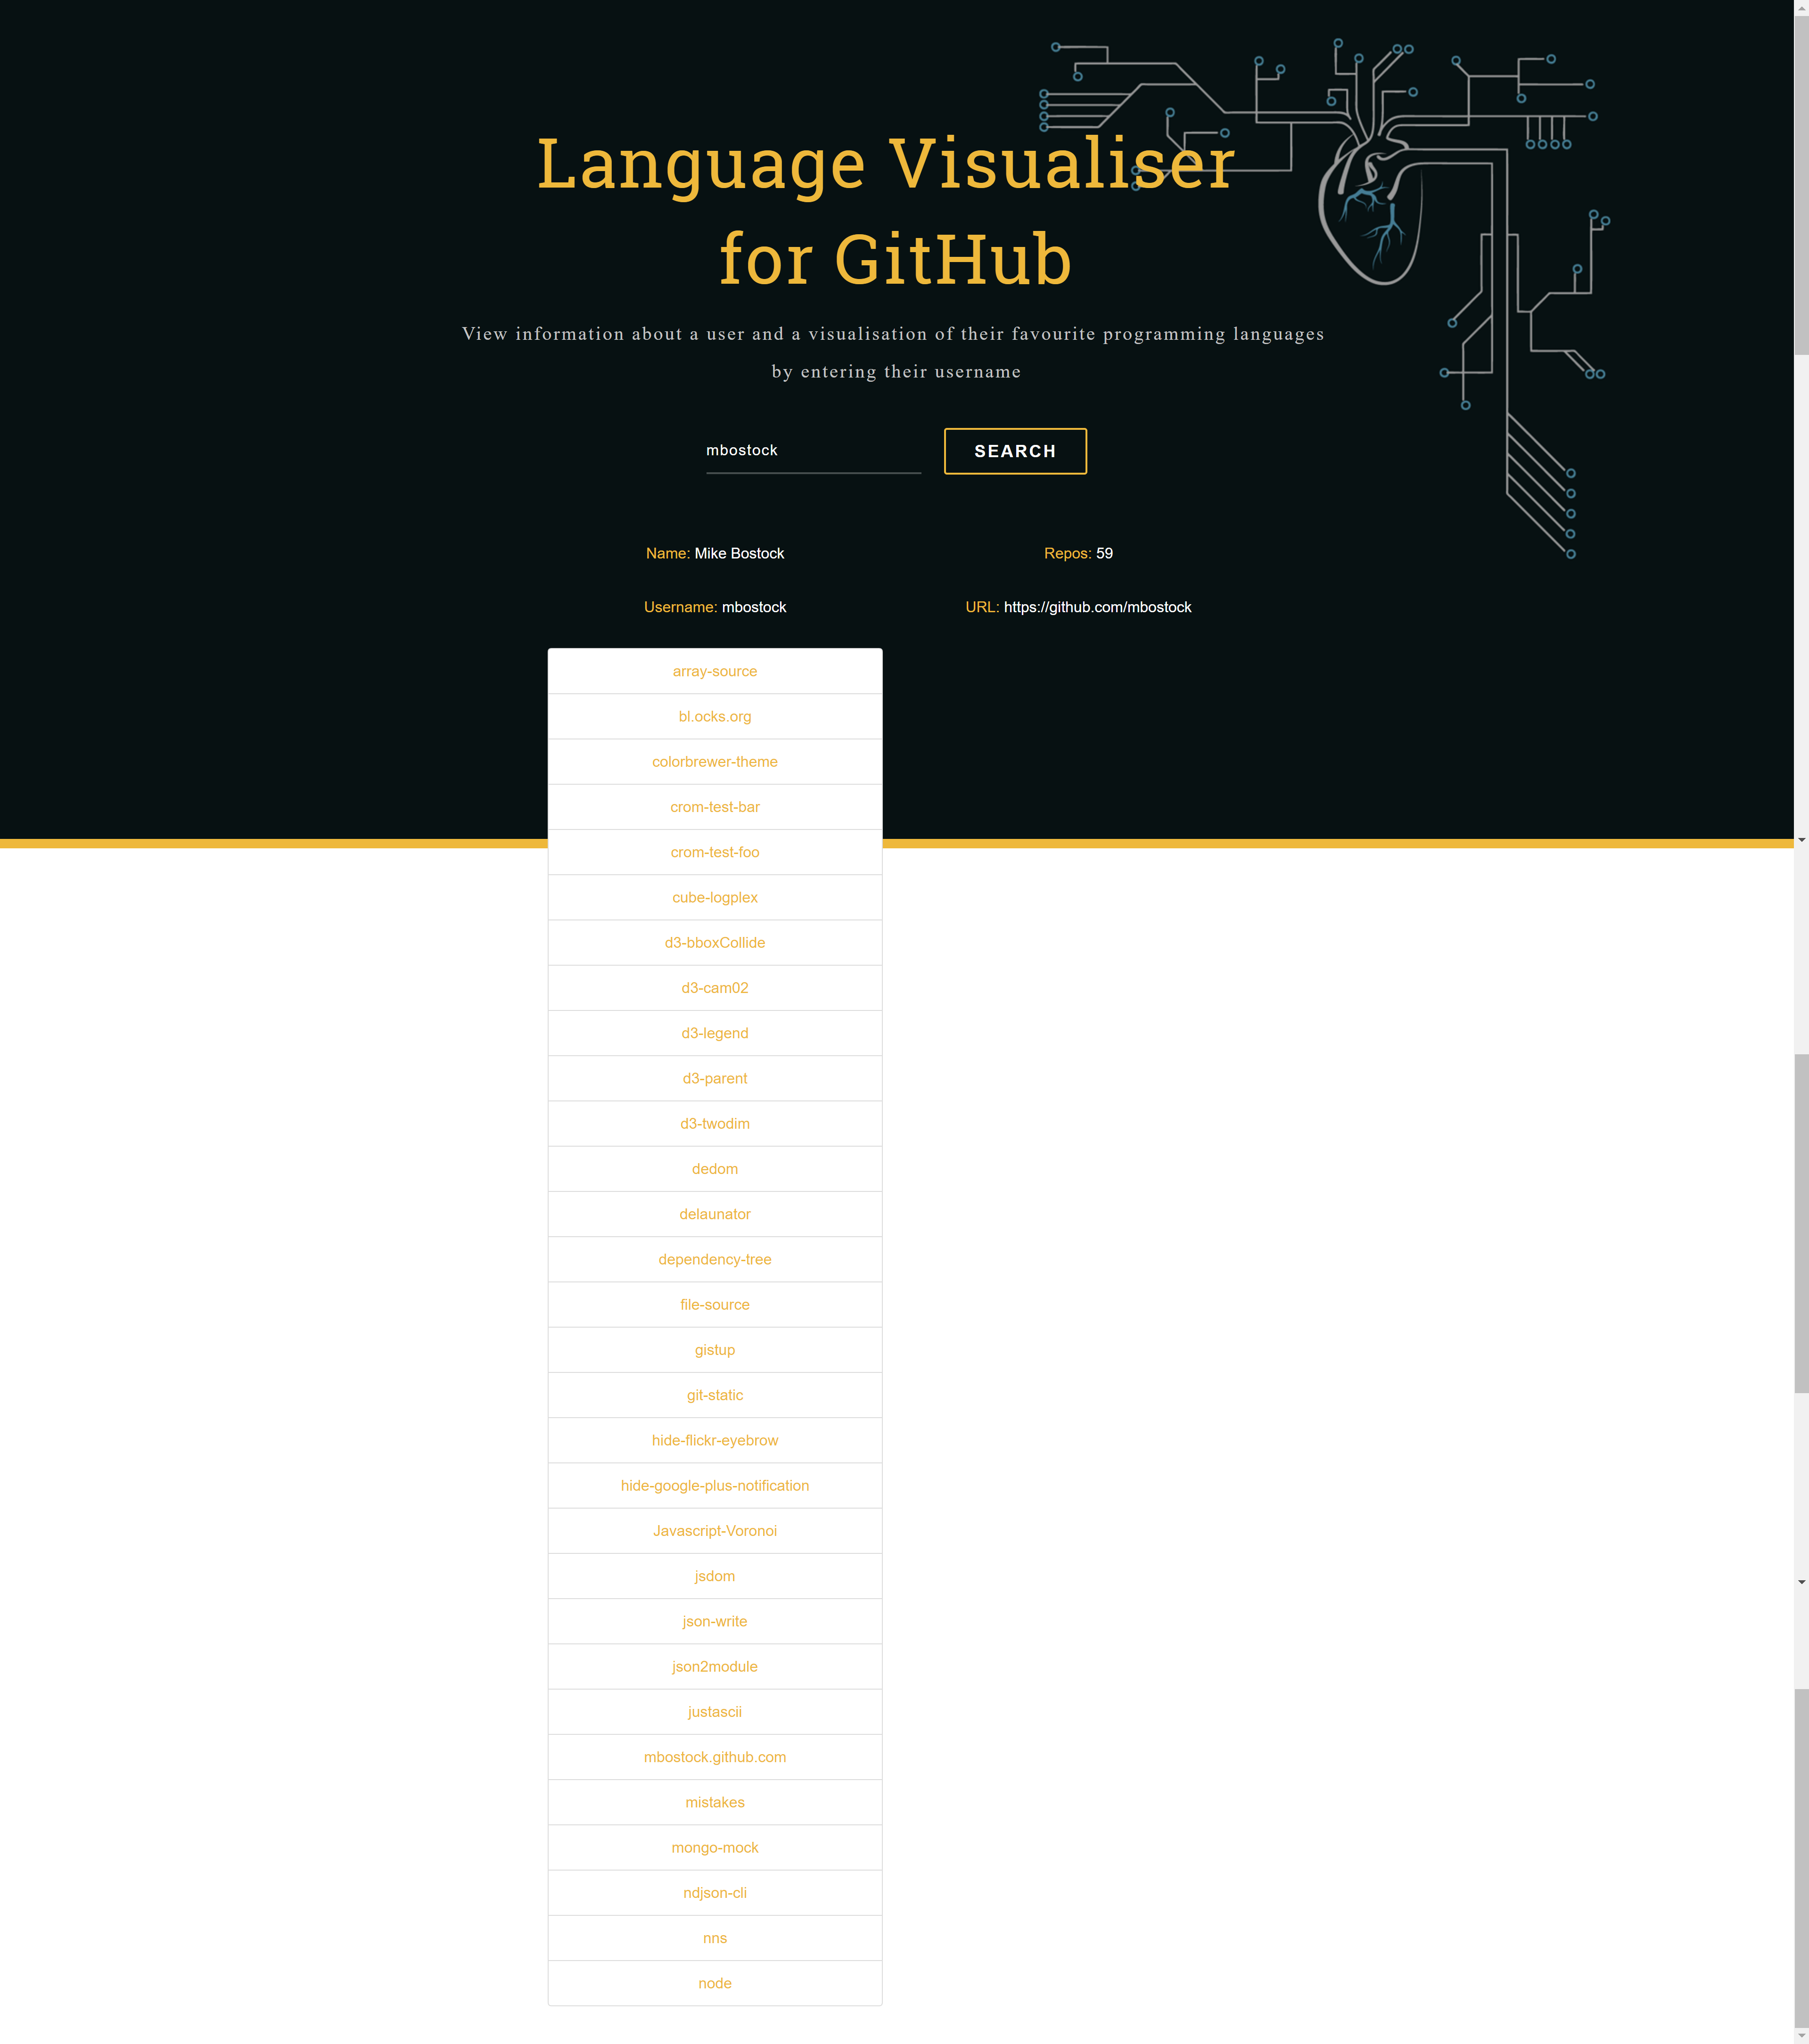 Language Visualiser
for GitHub
View information about a user and a visualisation of their favourite programming languages
by entering their username
mbostock
SEARCH
Name: Mike Bostock
Repos: 59
Username: mbostock
URL: https://github.com/mbostock
array-source
bl.ocks.org
colorbrewer-theme
crom-test-bar
crom-test-foo
cube-logplex
d3-bboxCollide
d3-cam02
d3-legend
d3-parent
d3-twodim
dedom
delaunator
dependency-tree
file-source
gistup
git-static
hide-flickr-eyebrow
hide-google-plus-notification
Javascript-Voronoi
jsdom
json-write
json2module
justascii
mbostock.github.com
mistakes
mongo-mock
ndjson-cli
nns
node